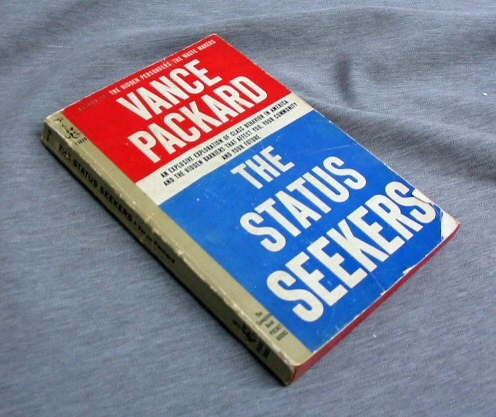 THE HIDDEN PERSUADERS THE WASTE MAKERS
VANCE
PACKARD
AN EXPLOSIVE EXPLORATION OF CLASS BEHAVIOR IN AMERICA
AND THE HIDDEN BARRIERS THAT AFFECT YOU, YOUR COMMUNITY
AND YOUR FUTURE
THE
STATUS
SEEKERS
THE STATUS SEEKERS